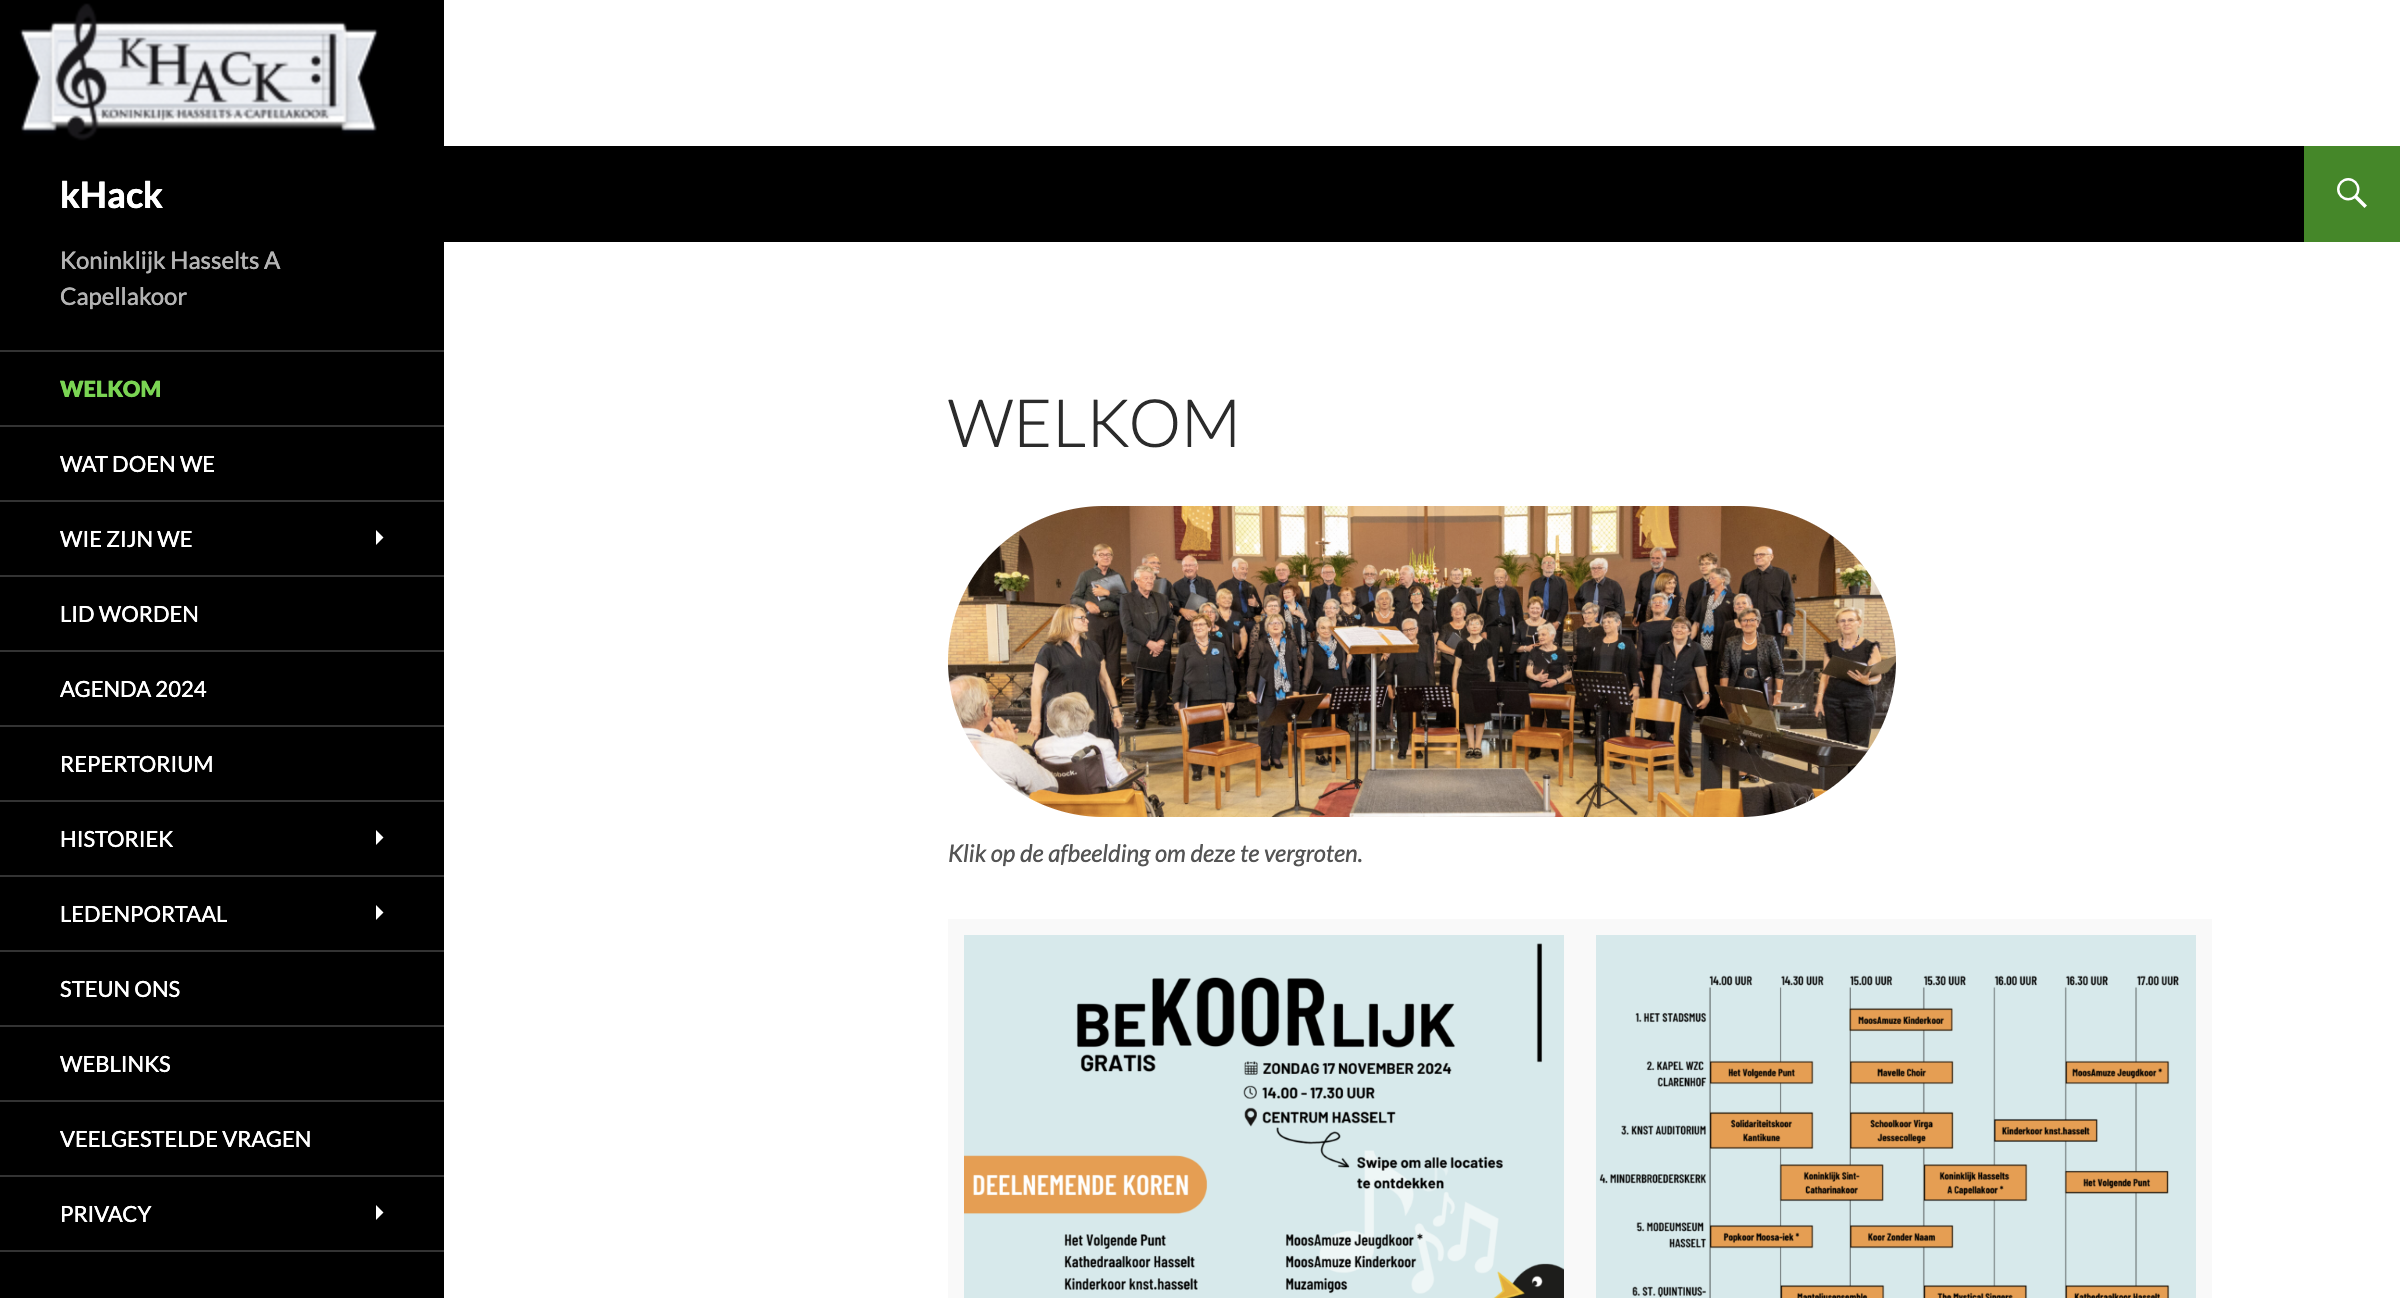 KHACK
KONINKLIJK HASSELTS A CAPELLAKOOR
kHack
Koninklijk Hasselts A
Capellakoor
WELKOM
WAT DOEN WE
WIE ZIJN WE
LID WORDEN
AGENDA 2024
REPERTORIUM
HISTORIEK
LEDENPORTAAL
STEUN ONS
WEBLINKS
VEELGESTELDE VRAGEN
PRIVACY
WELKOM
Klik op de afbeelding om deze te vergroten.
BEKOORLIJK
GRATIS
ZONDAG 17 NOVEMBER 2024
14.00 - 17.30 UUR
CENTRUM HASSELT
Swipe om alle locaties
te ontdekken
DEELNEMENDE KOREN
Het Volgende Punt
Kathedraalkoor Hasselt
Kinderkoor knst.hasselt
MoosAmuze Jeugdkoor *
MoosAmuze Kinderkoor
Muzamigos
14.00 UUR 14.30 UUR 15.00 UUR 15.30 UUR 16.00 UUR 16.30 UUR 17.00 UUR
1. HET STADSMUS
MoosAmuze Kinderkoor
2. KAPEL WZC
CLARENHOF
Het Volgende Punt
Mavelle Choir
MoosAmuze Jeugdkoor *
3. KNST AUDITORIUM
Solidariteitskoor
Kantikune
Schoolkoor Virga
Jessecollege
Kinderkoor knst.hasselt
4. MINDERBROEDERSKERK
Koninklijk Sint-
Catharinakoor
Koninklijk Hasselts
A Capellakoor *
Het Volgende Punt
5. MODEUMSEUM
HASSELT
Popkoor Moosa-iek *
Koor Zonder Naam
6. ST. QUINTINUS-
The Mystical Singers
Kathedraalkoor Hasselt